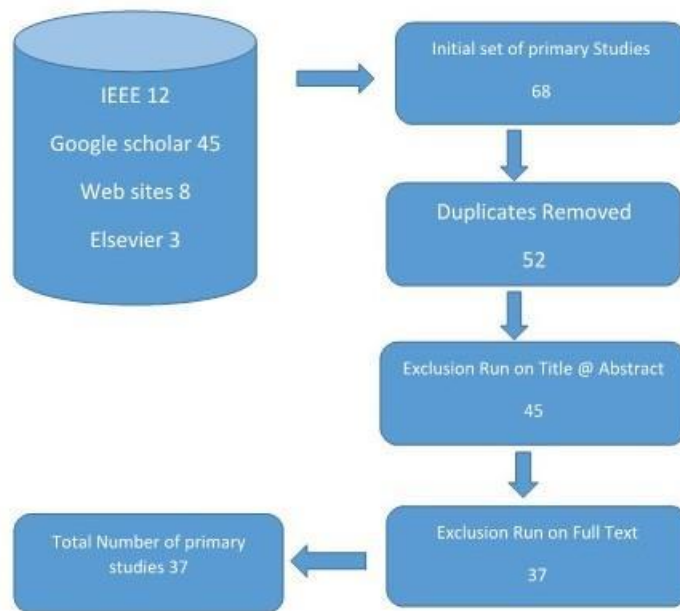 IEEE 12
Google scholar 45
Web sites 8
Elsevier 3
Initial set of primary Studies
68
Duplicates Removed
52
Exclusion Run on Title @ Abstract
45
Exclusion Run on Full Text
37
Total Number of primary
studies 37